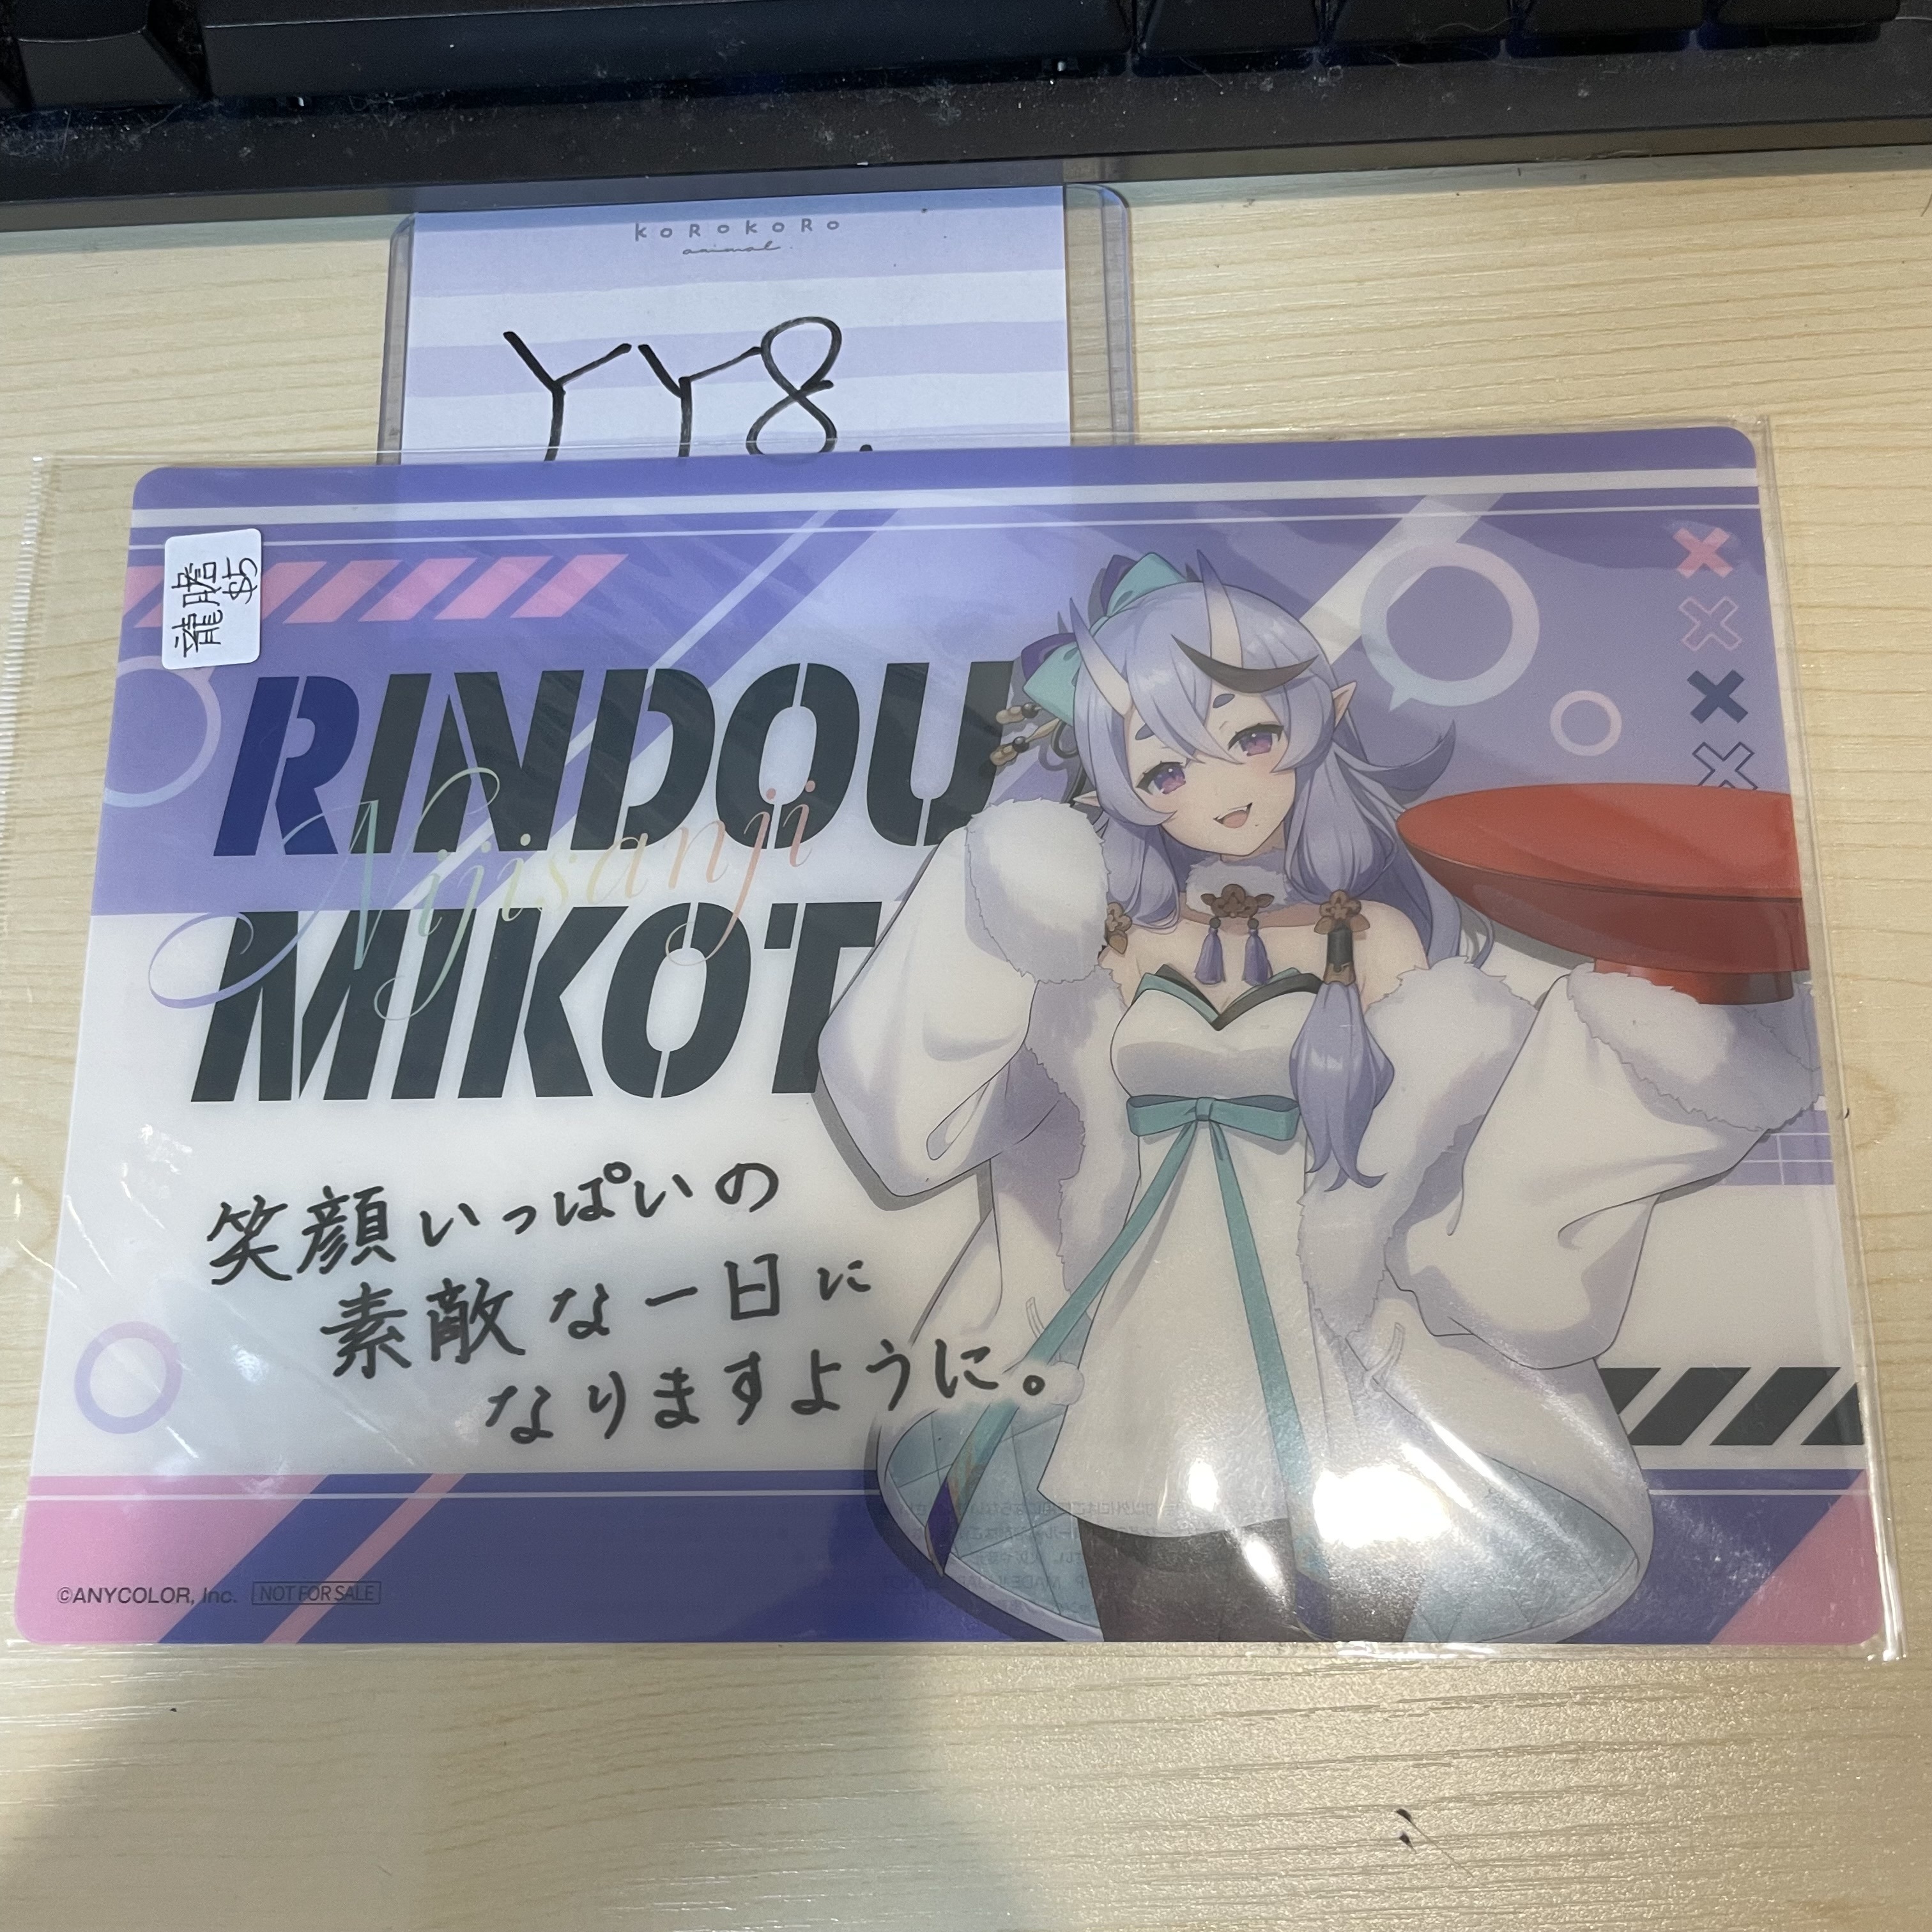 KOROKORO
animal.
YY8.
龍膽
$5
RINDOU
Nijisanji
MIKOT
笑顔いっぱいの
素敵な一日に
なりますように。
©ANYCOLOR, Inc. NOT FOR SALE